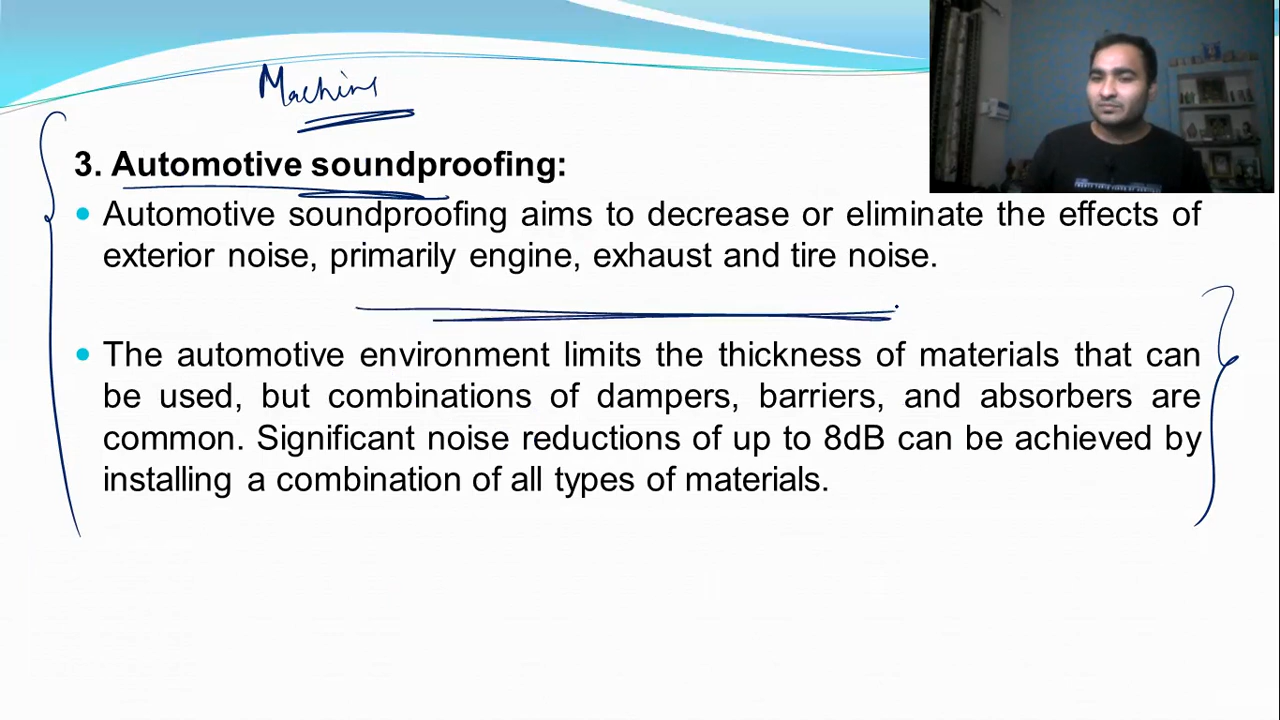 Machine
3. Automotive soundproofing:
• Automotive soundproofing aims to decrease or eliminate the effects of
exterior noise, primarily engine, exhaust and tire noise.
• The automotive environment limits the thickness of materials that can
be used, but combinations of dampers, barriers, and absorbers are
common. Significant noise reductions of up to 8dB can be achieved by
installing a combination of all types of materials.